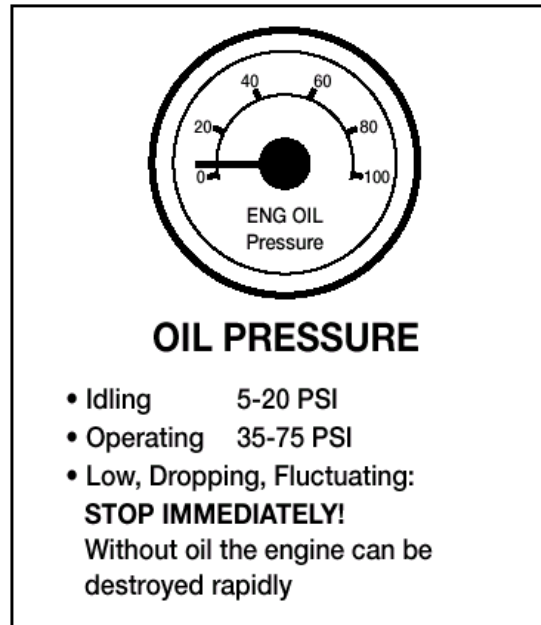 40 60
20 80
0 100
ENG OIL
Pressure
OIL PRESSURE
• Idling 5-20 PSI
• Operating 35-75 PSI
• Low, Dropping, Fluctuating:
STOP IMMEDIATELY!
Without oil the engine can be
destroyed rapidly